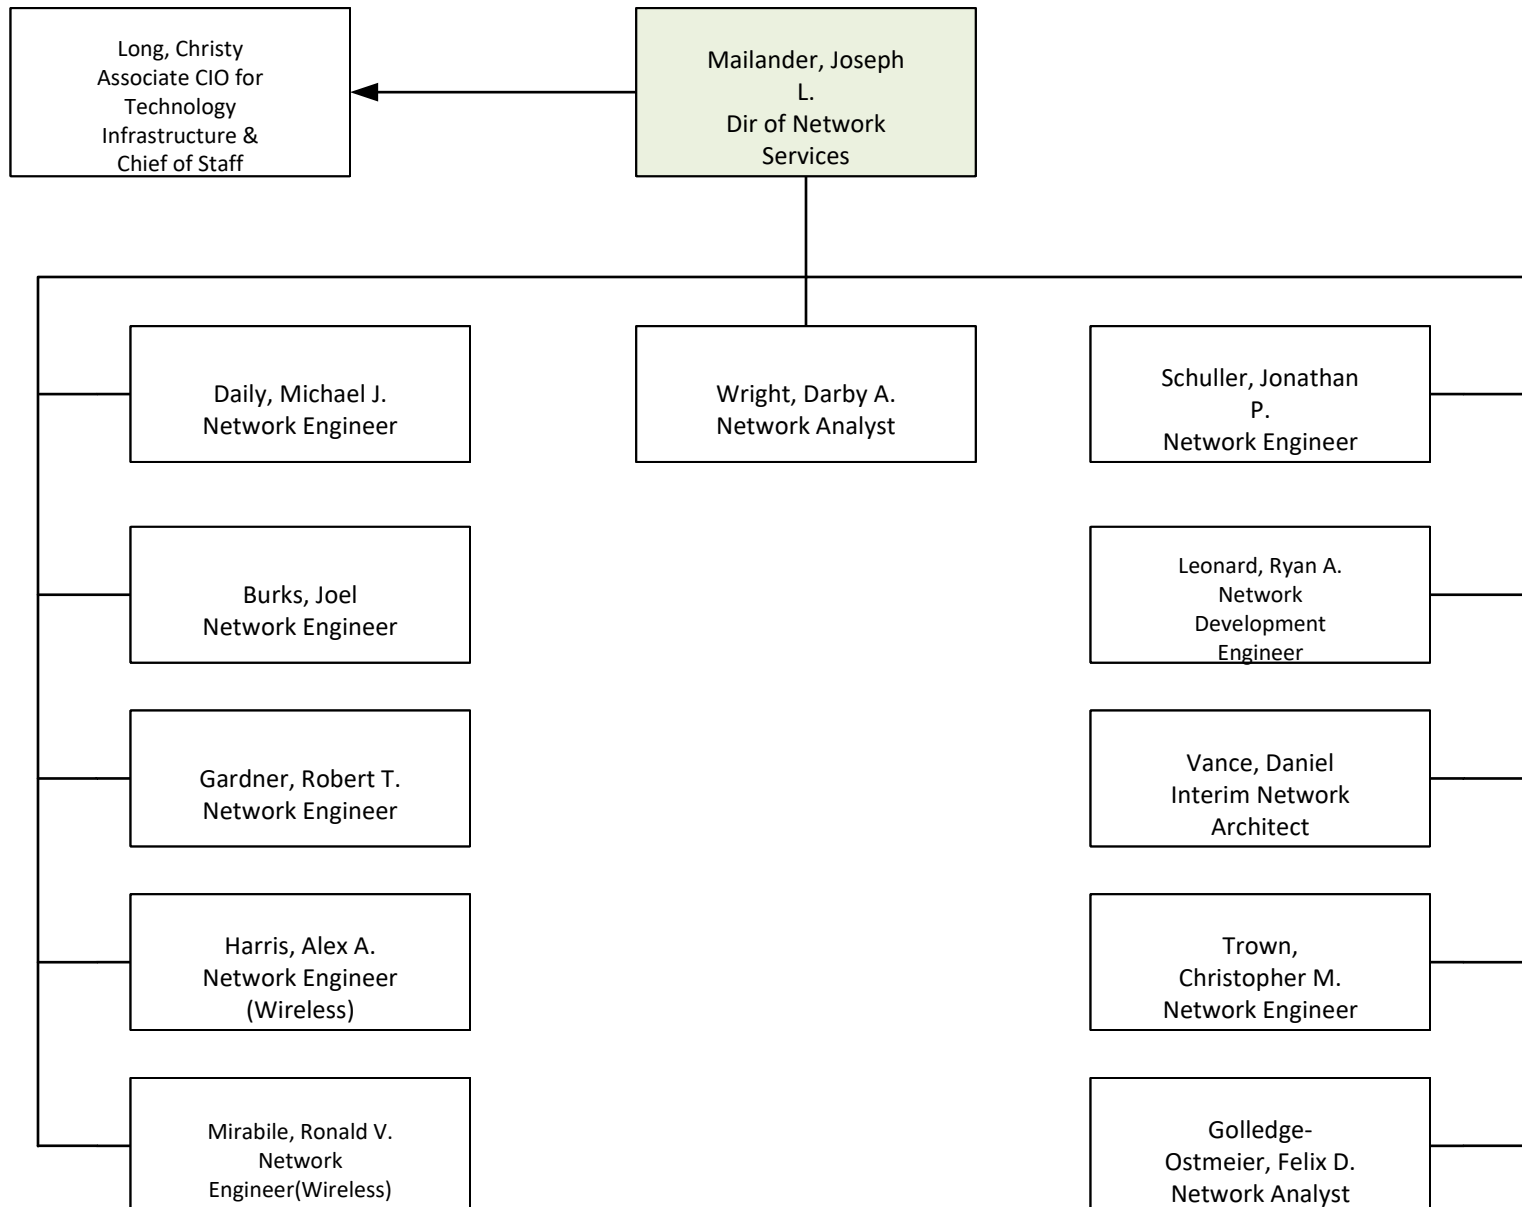 Long, Christy
Associate CIO for
Technology
Infrastructure &
Chief of Staff
Mailander, Joseph
L.
Dir of Network
Services
Daily, Michael J.
Network Engineer
Wright, Darby A.
Network Analyst
Schuller, Jonathan
P.
Network Engineer
Burks, Joel
Network Engineer
Leonard, Ryan A.
Network
Development
Engineer
Gardner, Robert T.
Network Engineer
Vance, Daniel
Interim Network
Architect
Harris, Alex A.
Network Engineer
(Wireless)
Trown,
Christopher M.
Network Engineer
Mirabile, Ronald V.
Network
Engineer(Wireless)
Golledge-
Ostmeier, Felix D.
Network Analyst